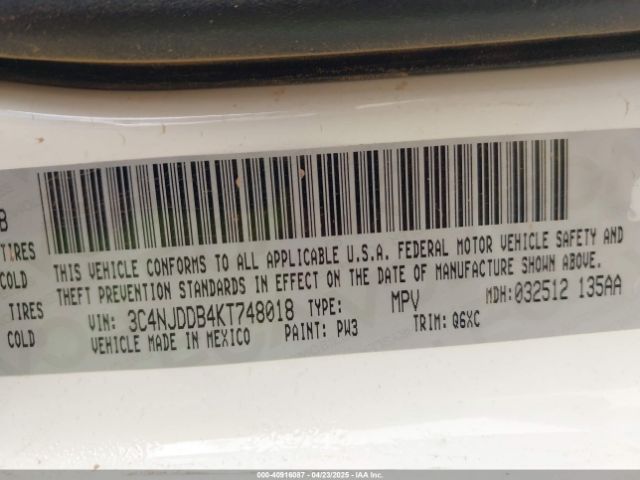 B
TIRES
COLD
TIRES
COLD
THIS VEHICLE CONFORMS TO ALL APPLICABLE U.S.A. FEDERAL MOTOR VEHICLE SAFETY AND
THEFT PREVENTION STANDARDS IN EFFECT ON THE DATE OF MANUFACTURE SHOWN ABOVE.
VIN: 3C4NJDDB4KT748018 TYPE: MPV MDH:032512 135AA
VEHICLE MADE IN MEXICO PAINT: PW3 TRIM: Q6XC
000-40916087 - 04/23/2025 - IAA Inc.